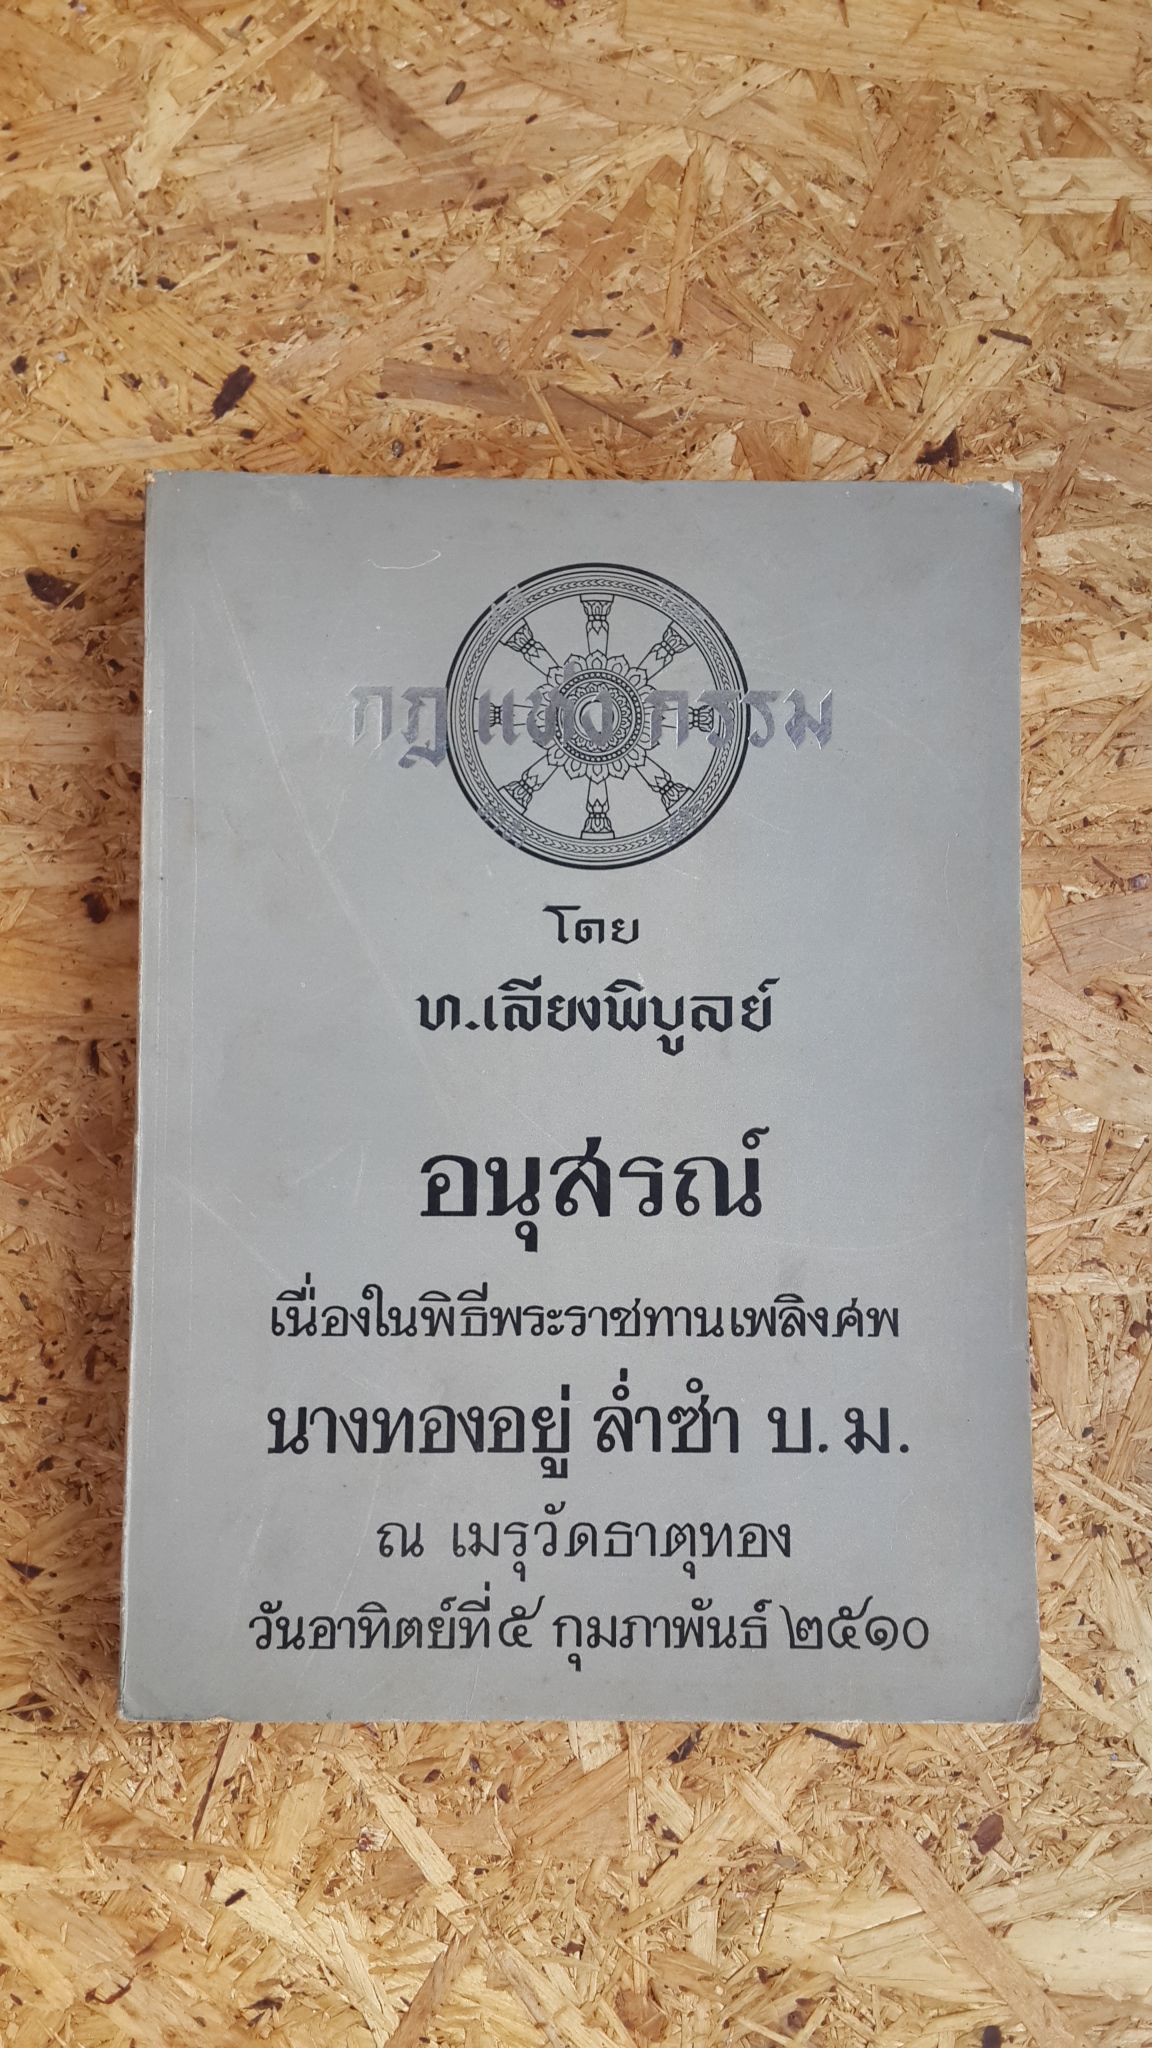 กฎแห่งกรรม
โดย
ท.เลียงพิบูลย์
อนุสรณ์
เนื่องในพิธีพระราชทานเพลิงศพ
นางทองอยู่ ล่ำซำ บ.ม.
ณ เมรุวัดธาตุทอง
วันอาทิตย์ที่ ๕ กุมภาพันธ์ ๒๕๑๐